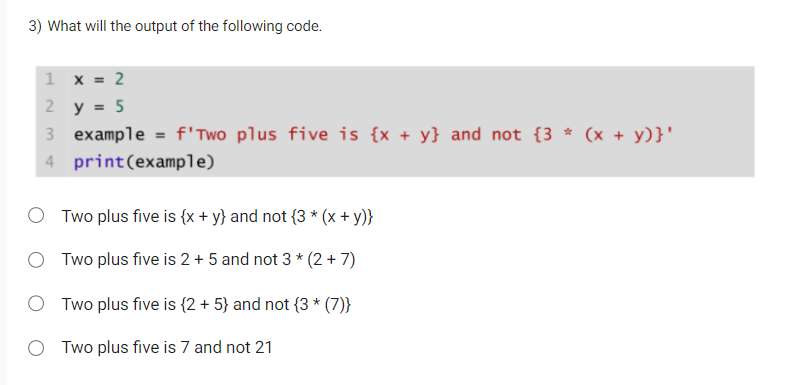 3) What will the output of the following code.
1 x = 2
2 y = 5
3 example = f'Two plus five is {x + y} and not {3 * (x + y)}'
4 print(example)
Two plus five is {x + y} and not {3 * (x + y)}
Two plus five is 2 + 5 and not 3 * (2 + 7)
Two plus five is {2 + 5} and not {3 * (7)}
Two plus five is 7 and not 21